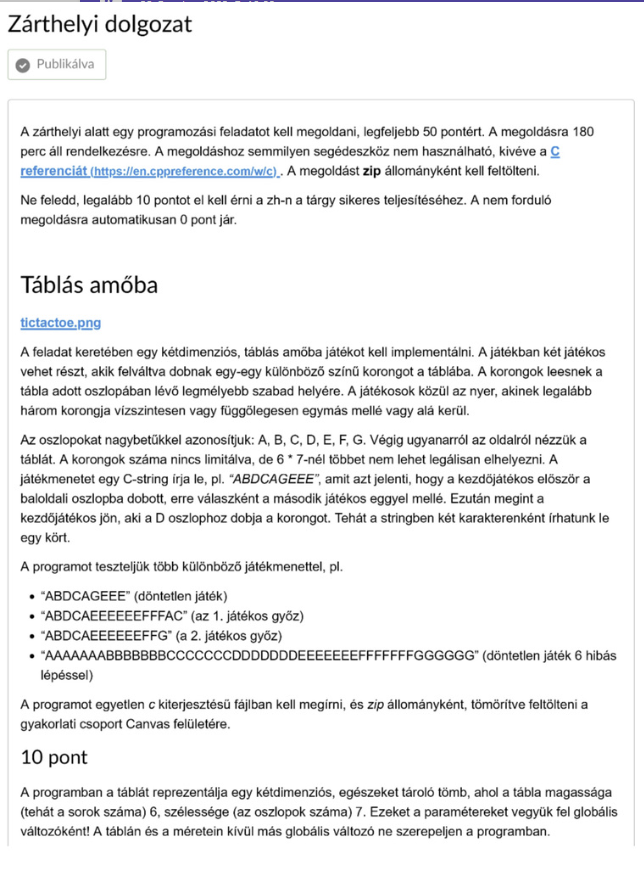 Zárthelyi dolgozat
Publikálva
A zárthelyi alatt egy programozási feladatot kell megoldani, legfeljebb 50 pontért. A megoldásra 180
perc áll rendelkezésre. A megoldáshoz semmilyen segédeszköz nem használható, kivéve a C
referenciát (https://en.cppreference.com/w/c) . A megoldást zip állományként kell feltölteni.
Ne feledd, legalább 10 pontot el kell érni a zh-n a tárgy sikeres teljesítéséhez. A nem forduló
megoldásra automatikusan 0 pont jár.
Táblás amőba
tictactoe.png
A feladat keretében egy kétdimenziós, táblás amőba játékot kell implementálni. A játékban két játékos
vehet részt, akik felváltva dobnak egy-egy különböző színű korongot a táblába. A korongok leesnek a
tábla adott oszlopában lévő legmélyebb szabad helyére. A játékosok közül az nyer, akinek legalább
három korongja vízszintesen vagy függőlegesen egymás mellé vagy alá kerül.
Az oszlopokat nagybetűkkel azonosítjuk: A, B, C, D, E, F, G. Végig ugyanarról az oldalról nézzük a
táblát. A korongok száma nincs limitálva, de 6 * 7-nél többet nem lehet legálisan elhelyezni. A
játékmenetet egy C-string írja le, pl. “ABDCAGEEE”, amit azt jelenti, hogy a kezdőjátékos először a
baloldali oszlopba dobott, erre válaszként a második játékos eggyel mellé. Ezután megint a
kezdőjátékos jön, aki a D oszlophoz dobja a korongot. Tehát a stringben két karakterenként írhatunk le
egy kört.
A programot teszteljük több különböző játékmenettel, pl.
• “ABDCAGEEE” (döntetlen játék)
• “ABDCAEEEEEEFFFAC” (az 1. játékos győz)
• “ABDCAEEEEEEFFG” (a 2. játékos győz)
• “AAAAAAABBBBBBBCCCCCCCDDDDDDDEEEEEEEFFFFFFFGGGGGG” (döntetlen játék 6 hibás
lépéssel)
A programot egyetlen c kiterjesztésű fájlban kell megírni, és zip állományként, tömörítve feltölteni a
gyakorlati csoport Canvas felületére.
10 pont
A programban a táblát reprezentálja egy kétdimenziós, egészeket tároló tömb, ahol a tábla magassága
(tehát a sorok száma) 6, szélessége (az oszlopok száma) 7. Ezeket a paramétereket vegyük fel globális
változóként! A táblán és a méretein kívül más globális változó ne szerepeljen a programban.